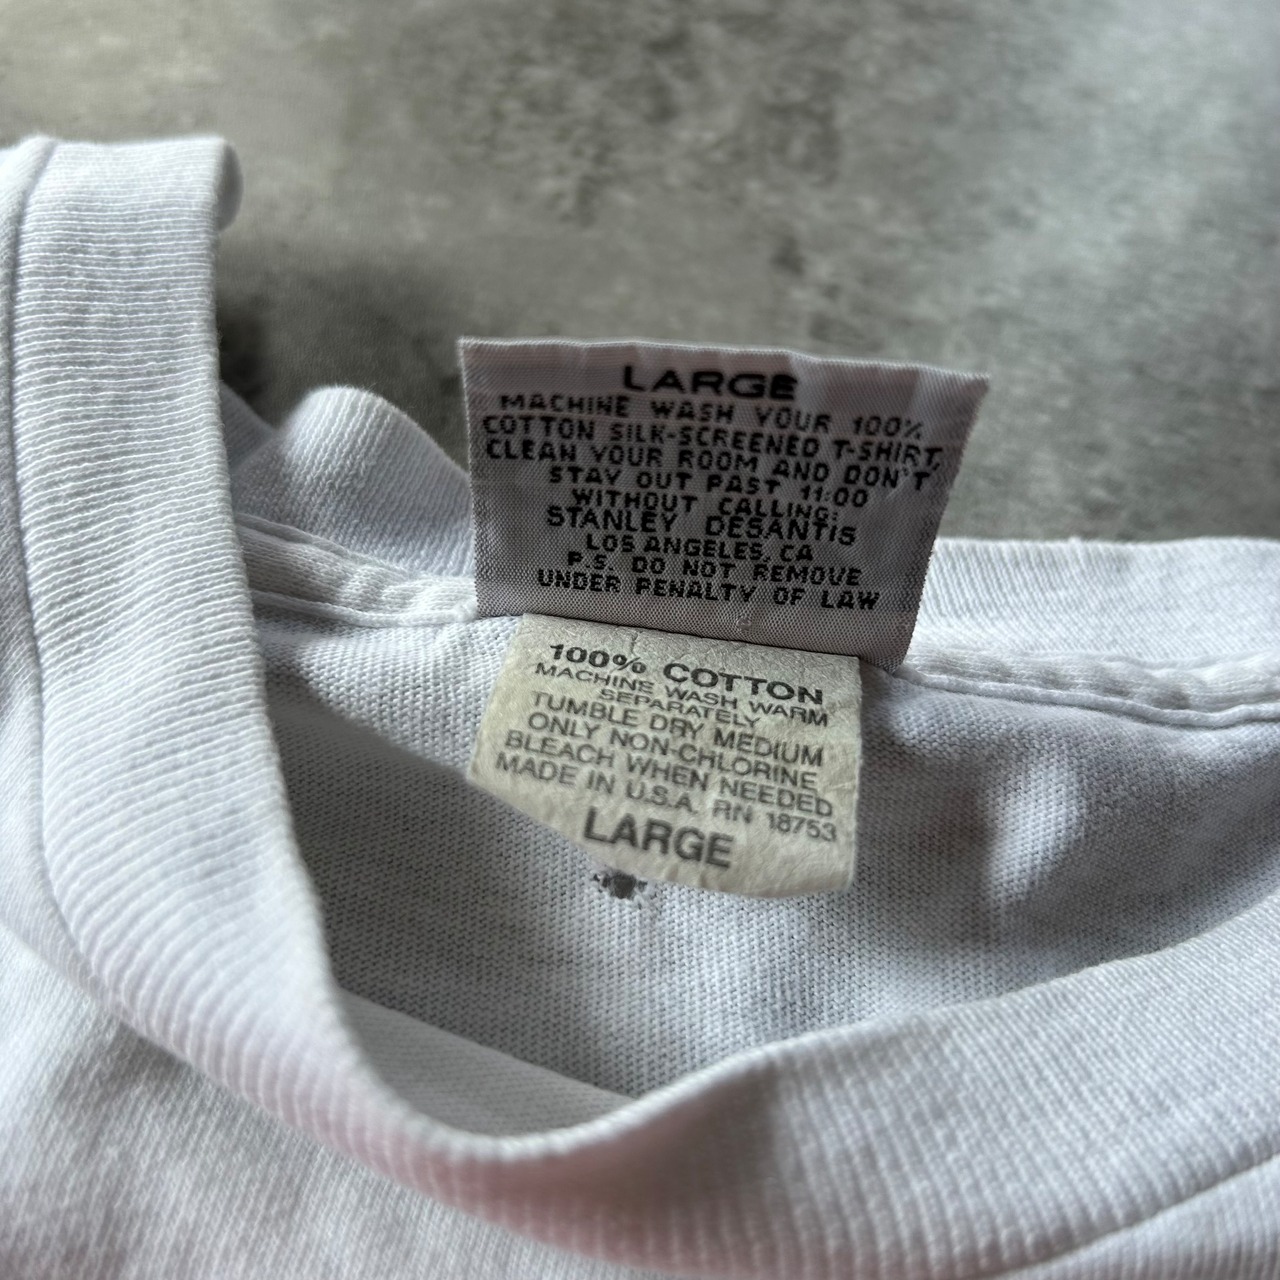 LARGE
MACHINE WASH YOUR 100%
COTTON SILK-SCREENED T-SHIRT,
CLEAN YOUR ROOM AND DON'T
STAY OUT PAST 11:00
WITHOUT CALLING:
STANLEY DESANTIS
LOS ANGELES, CA
P.S. DO NOT REMOVE
UNDER PENALTY OF LAW
100% COTTON
MACHINE WASH WARM
SEPARATELY
TUMBLE DRY MEDIUM
ONLY NON-CHLORINE
BLEACH WHEN NEEDED
MADE IN U.S.A. RN 18753
LARGE